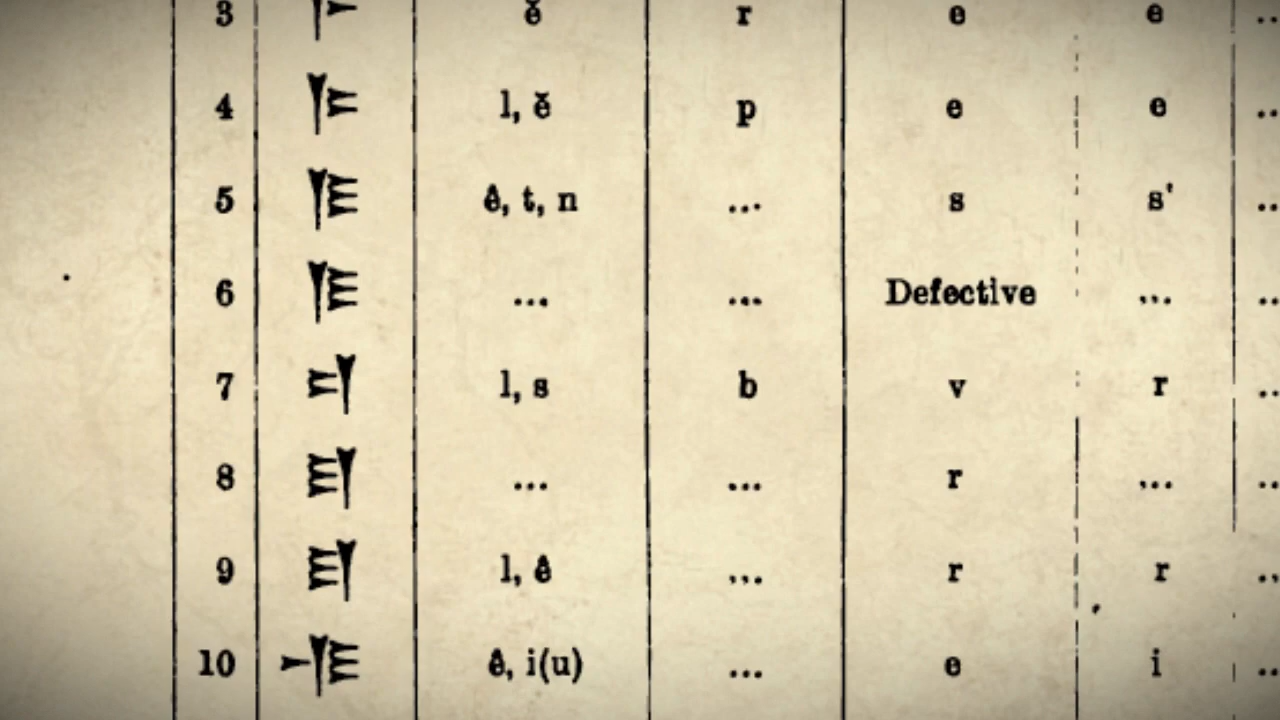 3 ĕ r e e ..
4 l, ĕ p e e ..
5 ê, t, n ... s s' ..
6 ... ... Defective ... ..
7 l, s b v r ..
8 ... ... r ... ..
9 l, ê ... r r ..
10 ê, i(u) ... e i ..